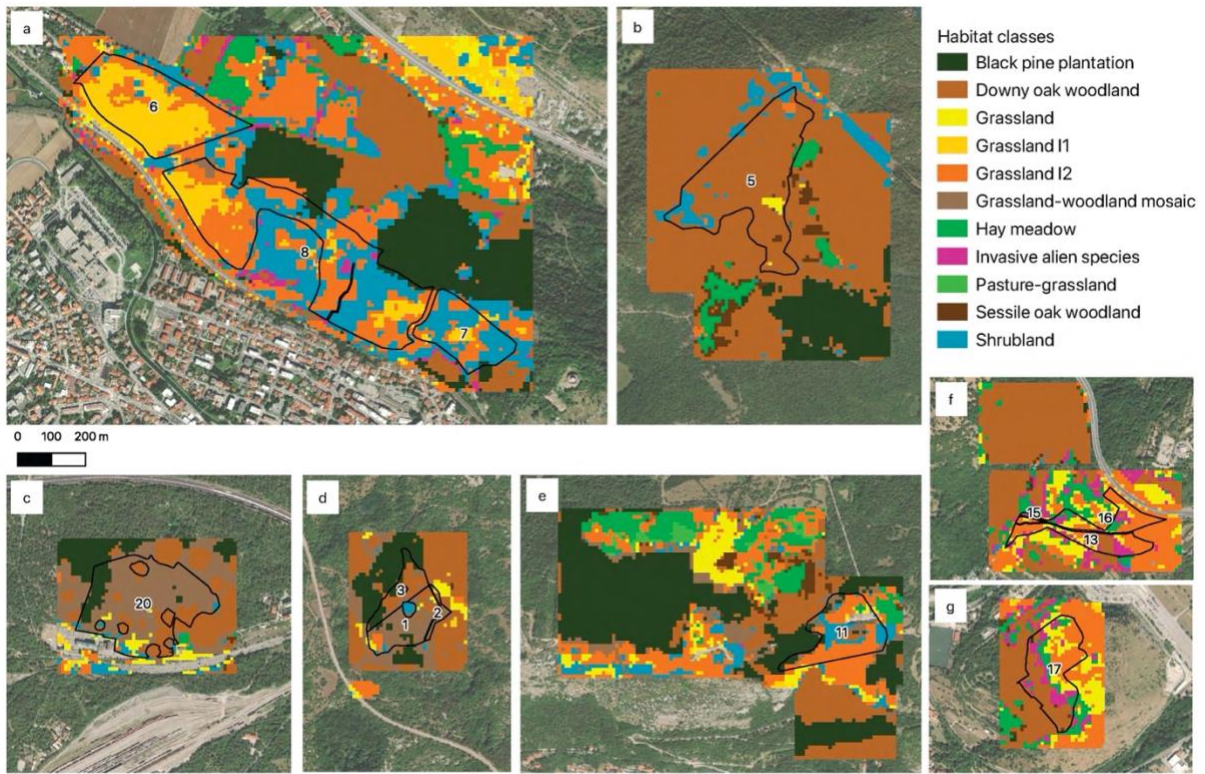 a
b
6
8
7
5
Habitat classes
Black pine plantation
Downy oak woodland
Grassland
Grassland I1
Grassland I2
Grassland-woodland mosaic
Hay meadow
Invasive alien species
Pasture-grassland
Sessile oak woodland
Shrubland
0 100 200 m
c
d
e
f
g
20
3
2
1
11
15
16
13
17